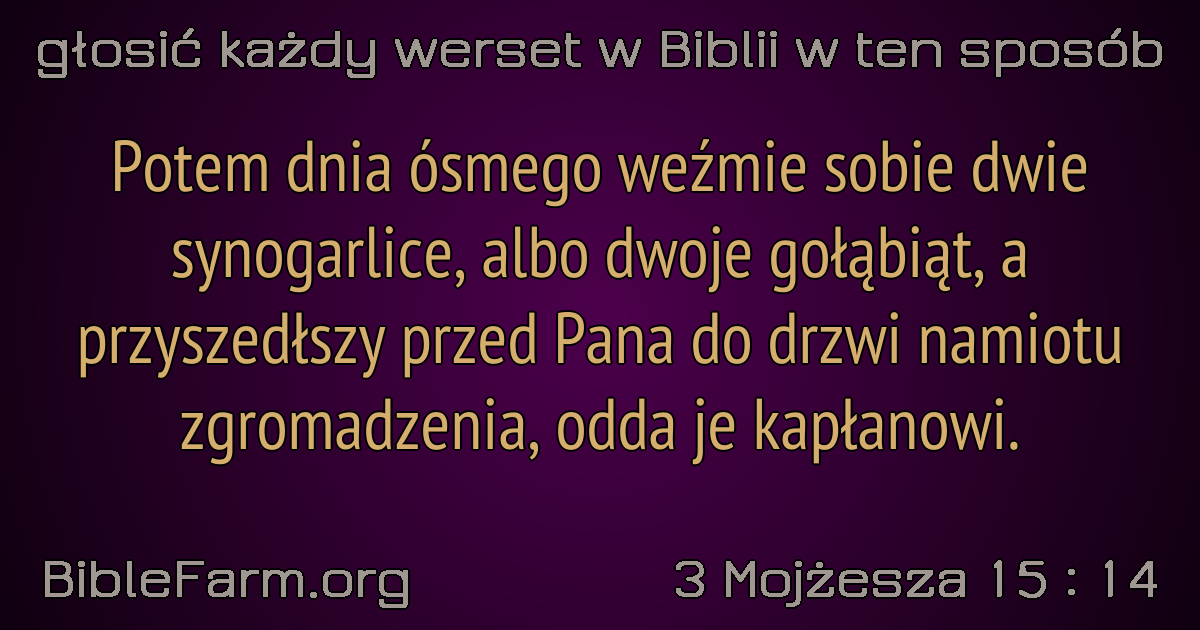 głosić każdy werset w Biblii w ten sposób
Potem dnia ósmego weźmie sobie dwie
synogarlice, albo dwoje gołąbiąt, a
przyszedłszy przed Pana do drzwi namiotu
zgromadzenia, odda je kapłanowi.
BibleFarm.org
3 Mojżesza 15 : 14